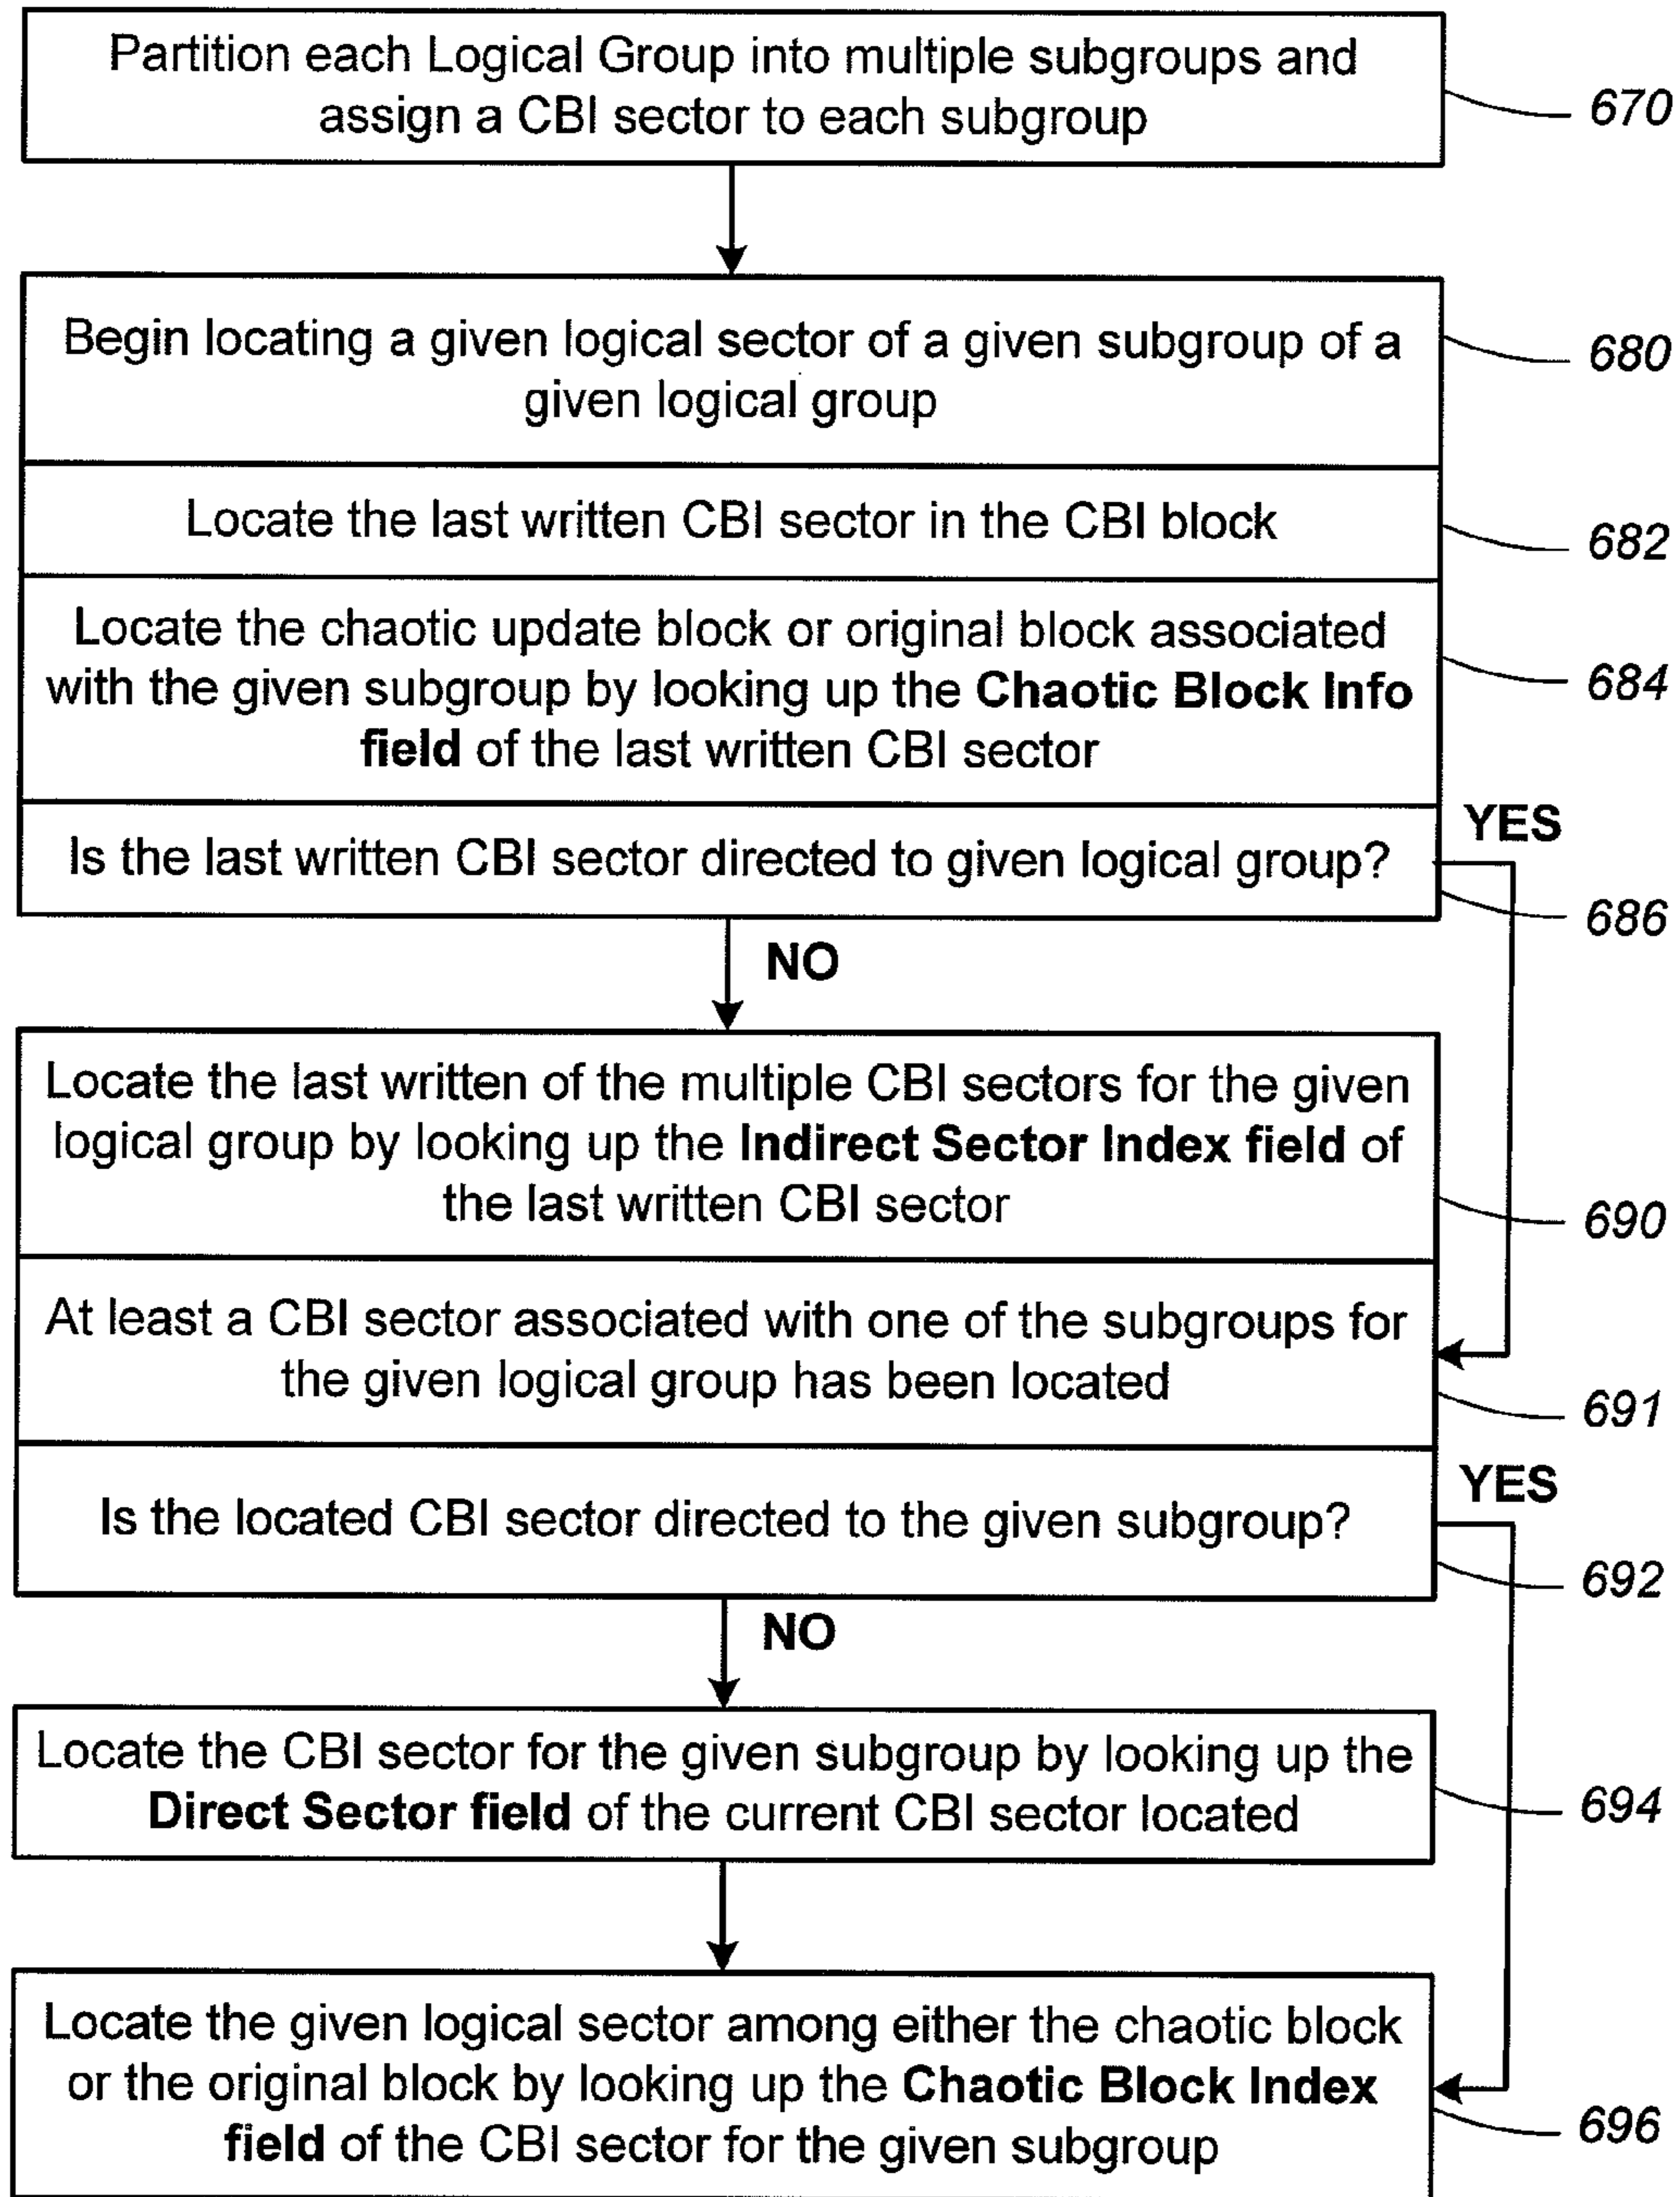 Partition each Logical Group into multiple subgroups and
assign a CBI sector to each subgroup
670
Begin locating a given logical sector of a given subgroup of a
given logical group
680
Locate the last written CBI sector in the CBI block
682
Locate the chaotic update block or original block associated
with the given subgroup by looking up the Chaotic Block Info
field of the last written CBI sector
684
YES
Is the last written CBI sector directed to given logical group?
686
NO
Locate the last written of the multiple CBI sectors for the given
logical group by looking up the Indirect Sector Index field of
the last written CBI sector
690
At least a CBI sector associated with one of the subgroups for
the given logical group has been located
691
YES
Is the located CBI sector directed to the given subgroup?
692
NO
Locate the CBI sector for the given subgroup by looking up the
Direct Sector field of the current CBI sector located
694
Locate the given logical sector among either the chaotic block
or the original block by looking up the Chaotic Block Index
field of the CBI sector for the given subgroup
696